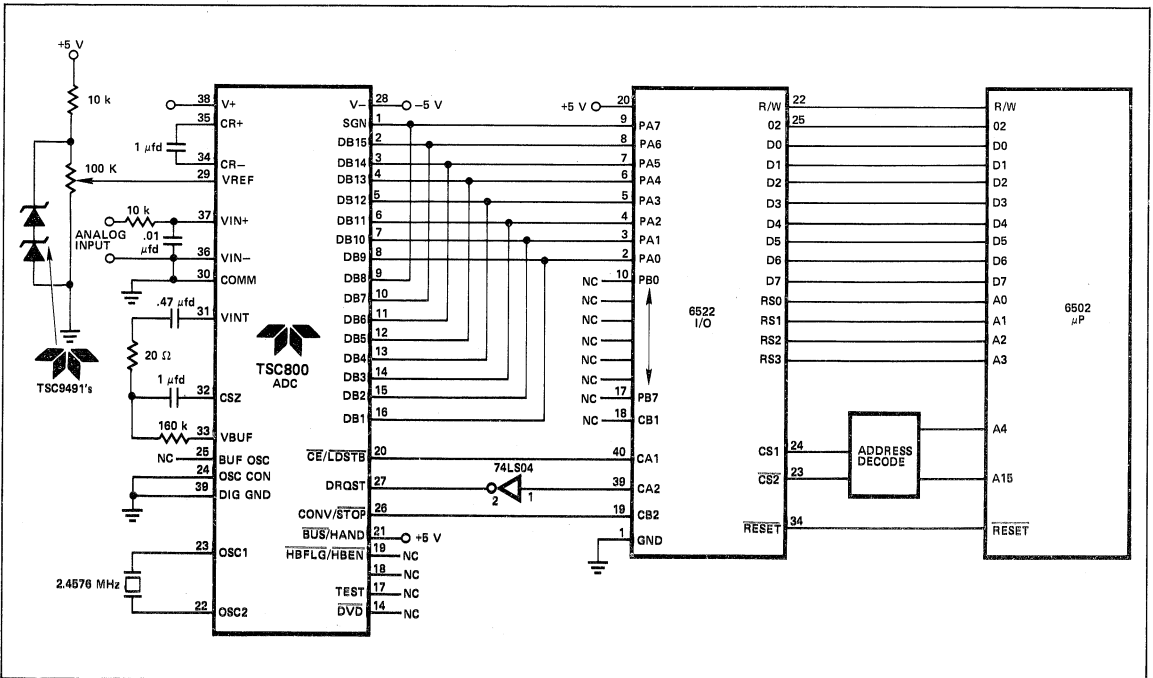 +5 V
10 k
100 K
10 k
ANALOG
INPUT
.01
µfd
1 µfd
TSC9491's
.47 µfd
20 Ω
1 µfd
160 k
NC
2.4576 MHz
38 V+
35 CR+
34 CR−
29 VREF
37 VIN+
36 VIN−
30 COMM
31 VINT
32 CSZ
33 VBUF
25 BUF OSC
24 OSC CON
39 DIG GND
23 OSC1
22 OSC2
TSC800
ADC
V− 28 −5 V
SGN 1
DB15 2
DB14 3
DB13 4
DB12 5
DB11 6
DB10 7
DB9 8
DB8 9
DB7 10
DB6 11
DB5 12
DB4 13
DB3 14
DB2 15
DB1 16
CE/LDSTB 20
DRQST 27
CONV/STOP 26
BUS/HAND 21 +5 V
HBFLG/HBEN 19 NC
18 NC
TEST 17 NC
DVD 14 NC
74LS04
2 1
+5 V 20
9 PA7
8 PA6
7 PA5
6 PA4
5 PA3
4 PA2
3 PA1
2 PA0
NC 10 PB0
NC
NC
NC
NC
NC
NC 17 PB7
NC 18 CB1
40 CA1
39 CA2
19 CB2
1 GND
6522
I/O
R/W 22
02 25
D0
D1
D2
D3
D4
D5
D6
D7
RS0
RS1
RS2
RS3
CS1 24
CS2 23
RESET 34
ADDRESS
DECODE
R/W
02
D0
D1
D2
D3
D4
D5
D6
D7
A0
A1
A2
A3
A4
A15
RESET
6502
µP